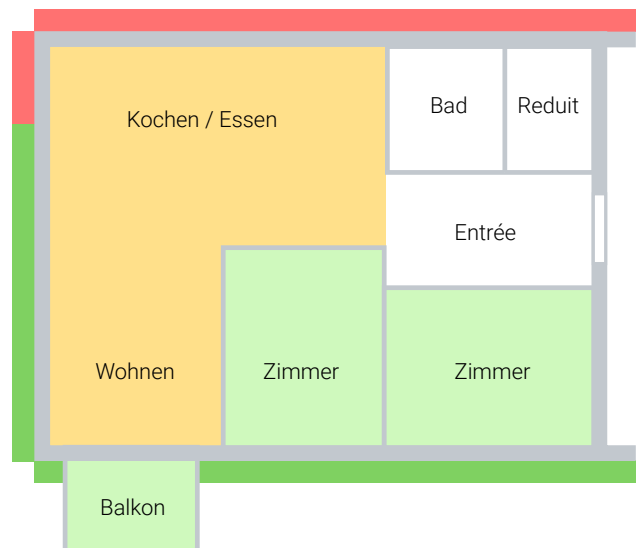 Kochen / Essen
Bad
Reduit
Entrée
Wohnen
Zimmer
Zimmer
Balkon